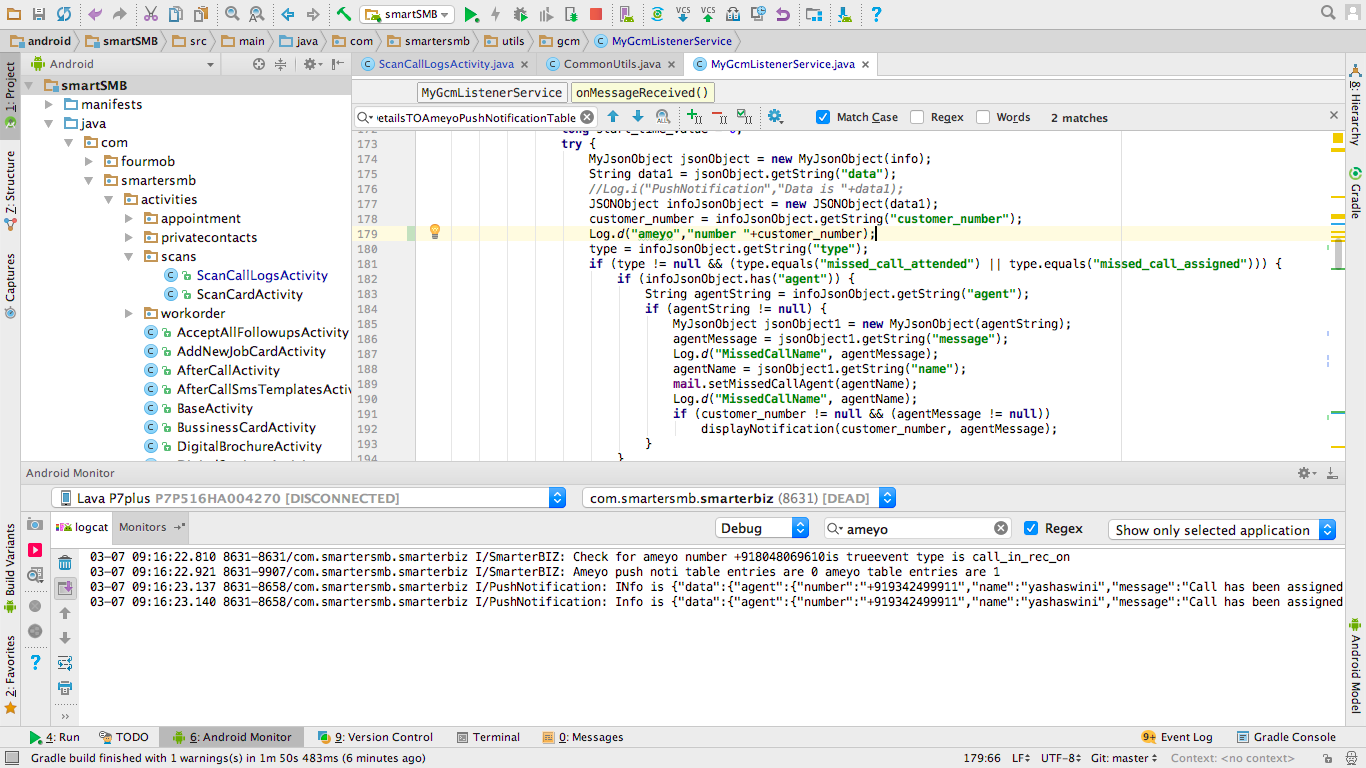 smartSMB
VCS VCS
android smartSMB src main java com smartersmb utils gcm MyGcmListenerService
Android
ScanCallLogsActivity.java CommonUtils.java MyGcmListenerService.java
1: Project
Z: Structure
Captures
Build Variants
2: Favorites
smartSMB
manifests
java
com
fourmob
smartersmb
activities
appointment
privatecontacts
scans
ScanCallLogsActivity
ScanCardActivity
workorder
AcceptAllFollowupsActivity
AddNewJobCardActivity
AfterCallActivity
AfterCallSmsTemplatesActiv
BaseActivity
BussinessCardActivity
DigitalBrochureActivity
MyGcmListenerService onMessageReceived()
etailsTOAmeyoPushNotificationTable Match Case Regex Words 2 matches
172 long start_time_value = 0;
173 try {
174 MyJsonObject jsonObject = new MyJsonObject(info);
175 String data1 = jsonObject.getString("data");
176 //Log.i("PushNotification","Data is "+data1);
177 JSONObject infoJsonObject = new JSONObject(data1);
178 customer_number = infoJsonObject.getString("customer_number");
179 Log.d("ameyo","number "+customer_number);
180 type = infoJsonObject.getString("type");
181 if (type != null && (type.equals("missed_call_attended") || type.equals("missed_call_assigned"))) {
182 if (infoJsonObject.has("agent")) {
183 String agentString = infoJsonObject.getString("agent");
184 if (agentString != null) {
185 MyJsonObject jsonObject1 = new MyJsonObject(agentString);
186 agentMessage = jsonObject1.getString("message");
187 Log.d("MissedCallName", agentMessage);
188 agentName = jsonObject1.getString("name");
189 mail.setMissedCallAgent(agentName);
190 Log.d("MissedCallName", agentName);
191 if (customer_number != null && (agentMessage != null))
192 displayNotification(customer_number, agentMessage);
193 }
194 }
8: Hierarchy
Gradle
Android Model
Android Monitor
Lava P7plus P7P516HA004270 [DISCONNECTED] com.smartersmb.smarterbiz (8631) [DEAD]
logcat Monitors Debug ameyo Regex Show only selected application
03-07 09:16:22.810 8631-8631/com.smartersmb.smarterbiz I/SmarterBIZ: Check for ameyo number +918048069610is trueevent type is call_in_rec_on
03-07 09:16:22.921 8631-9907/com.smartersmb.smarterbiz I/SmarterBIZ: Ameyo push noti table entries are 0 ameyo table entries are 1
03-07 09:16:23.137 8631-8658/com.smartersmb.smarterbiz I/PushNotification: INfo is {"data":{"agent":{"number":"+919342499911","name":"yashaswini","message":"Call has been assigned
03-07 09:16:23.140 8631-8658/com.smartersmb.smarterbiz I/PushNotification: Info is {"data":{"agent":{"number":"+919342499911","name":"yashaswini","message":"Call has been assigned
4: Run TODO 6: Android Monitor 9: Version Control Terminal 0: Messages 9+ Event Log Gradle Console
Gradle build finished with 1 warnings(s) in 1m 50s 483ms (6 minutes ago) 179:66 LF UTF-8 Git: master Context: <no context>